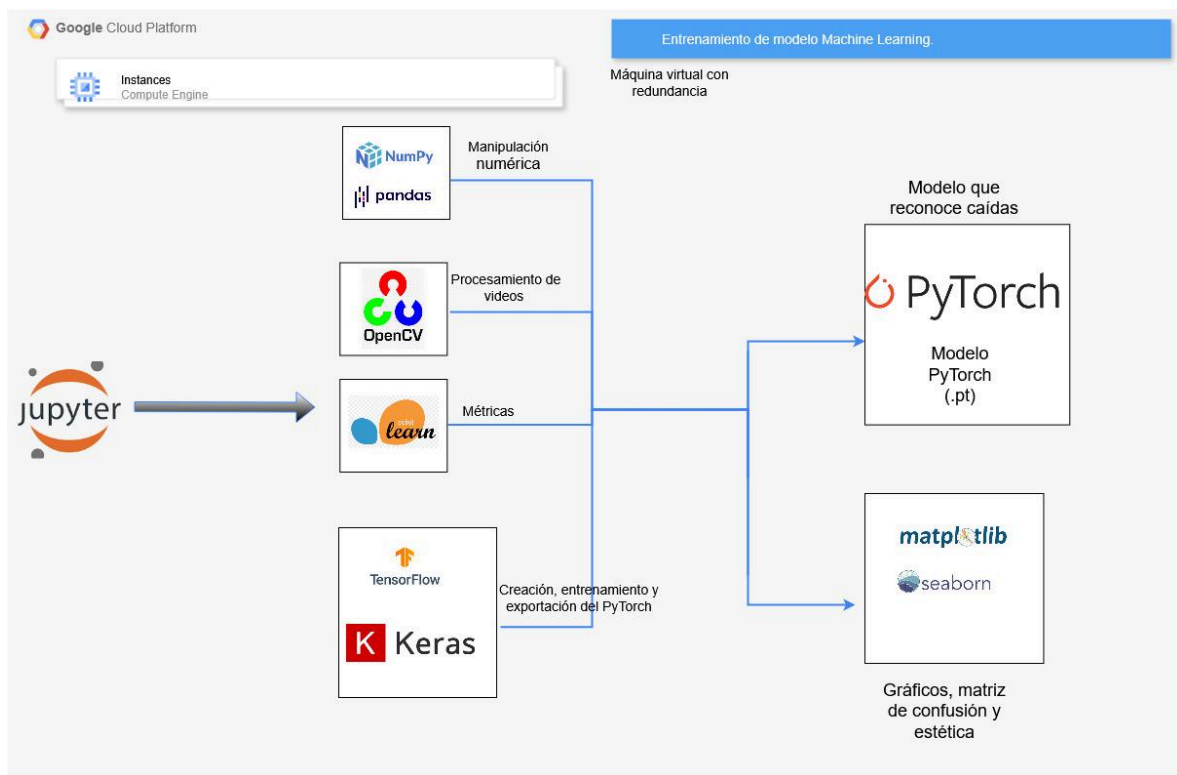 Google Cloud Platform
Entrenamiento de modelo Machine Learning.
Instances
Compute Engine
Máquina virtual con
redundancia
NumPy
pandas
Manipulación
numérica
Modelo que
reconoce caídas
OpenCV
Procesamiento de
videos
PyTorch
Modelo
PyTorch
(.pt)
jupyter
learn
Métricas
TensorFlow
Keras
Creación, entrenamiento y
exportación del PyTorch
matplotlib
seaborn
Gráficos, matriz
de confusión y
estética